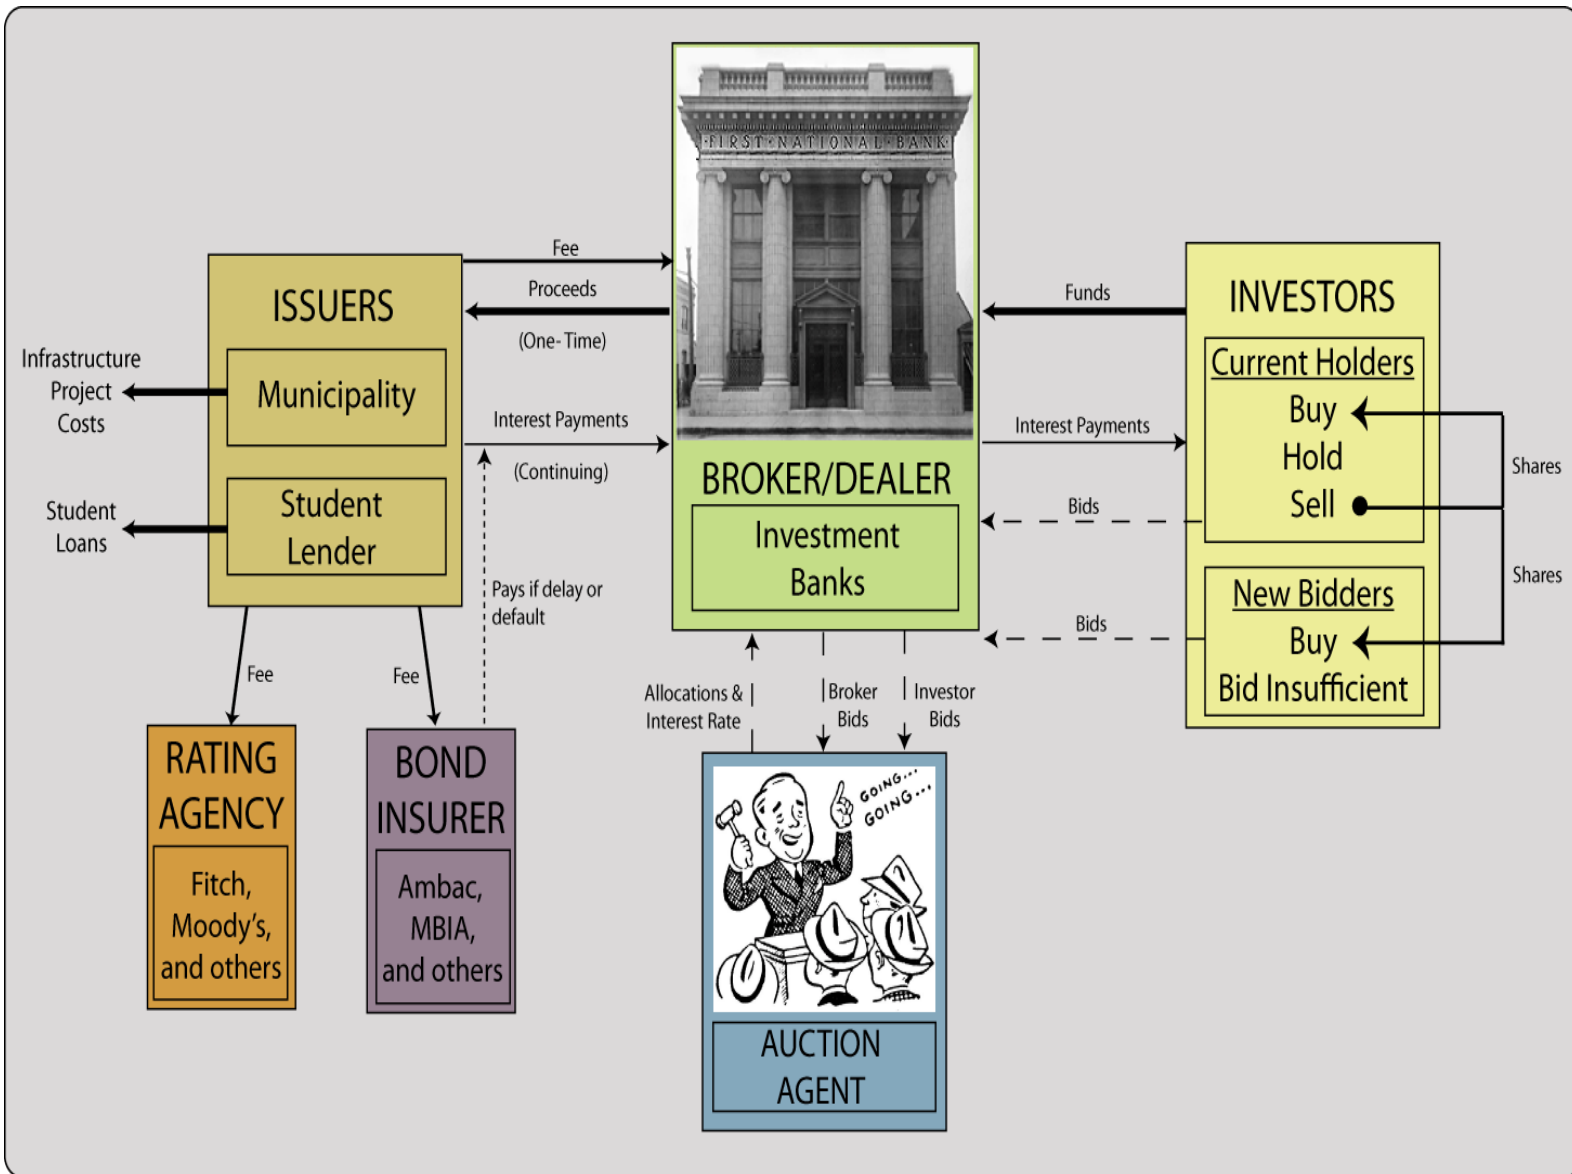 FIRST·NATIONAL·BANK
Fee
Proceeds
(One- Time)
ISSUERS
Municipality
Student
Lender
Infrastructure
Project
Costs
Student
Loans
Interest Payments
(Continuing)
Pays if delay or
default
Fee
Fee
RATING
AGENCY
Fitch,
Moody's,
and others
BOND
INSURER
Ambac,
MBIA,
and others
BROKER/DEALER
Investment
Banks
Allocations &
Interest Rate
Broker
Bids
Investor
Bids
GOING...
GOING...
AUCTION
AGENT
Funds
Interest Payments
Bids
Bids
INVESTORS
Current Holders
Buy
Hold
Sell
New Bidders
Buy
Bid Insufficient
Shares
Shares